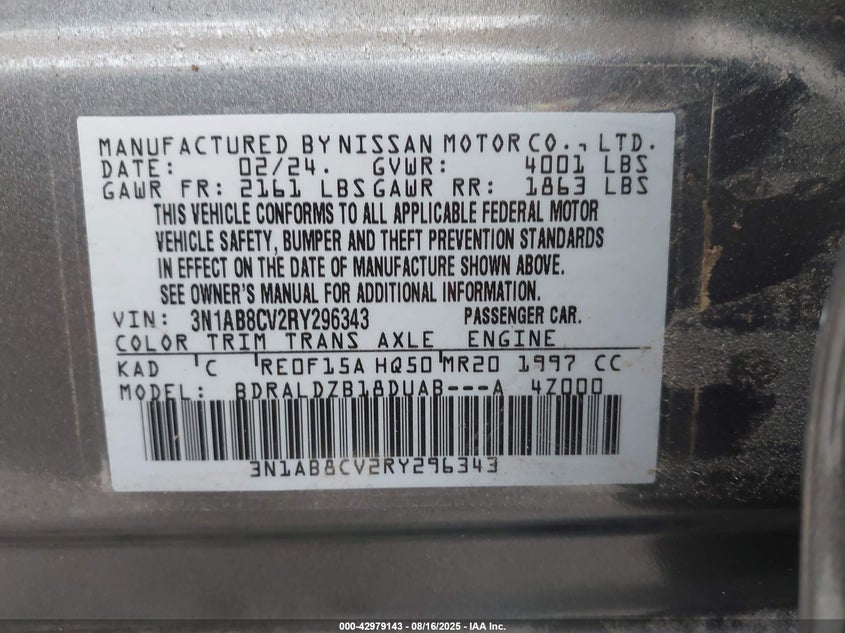 MANUFACTURED BY NISSAN MOTOR CO., LTD.
DATE: 02/24. GVWR: 4001 LBS
GAWR FR: 2161 LBS GAWR RR: 1863 LBS
THIS VEHICLE CONFORMS TO ALL APPLICABLE FEDERAL MOTOR
VEHICLE SAFETY, BUMPER AND THEFT PREVENTION STANDARDS
IN EFFECT ON THE DATE OF MANUFACTURE SHOWN ABOVE.
SEE OWNER'S MANUAL FOR ADDITIONAL INFORMATION.
VIN: 3N1AB8CV2RY296343 PASSENGER CAR.
COLOR TRIM TRANS AXLE ENGINE
KAD 'C RE0F15A HQ50 MR20 1997 CC
MODEL: BDRALDZB18DUAB---A 4Z000
3N1AB8CV2RY296343
000-42979143 - 08/16/2025 - IAA Inc.